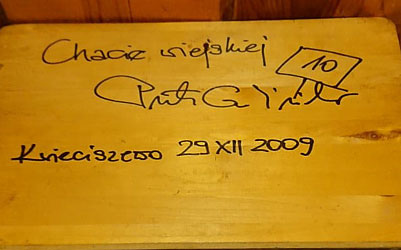 Chacie wiejskiej
10
Kwieciszewo 29 XII 2009